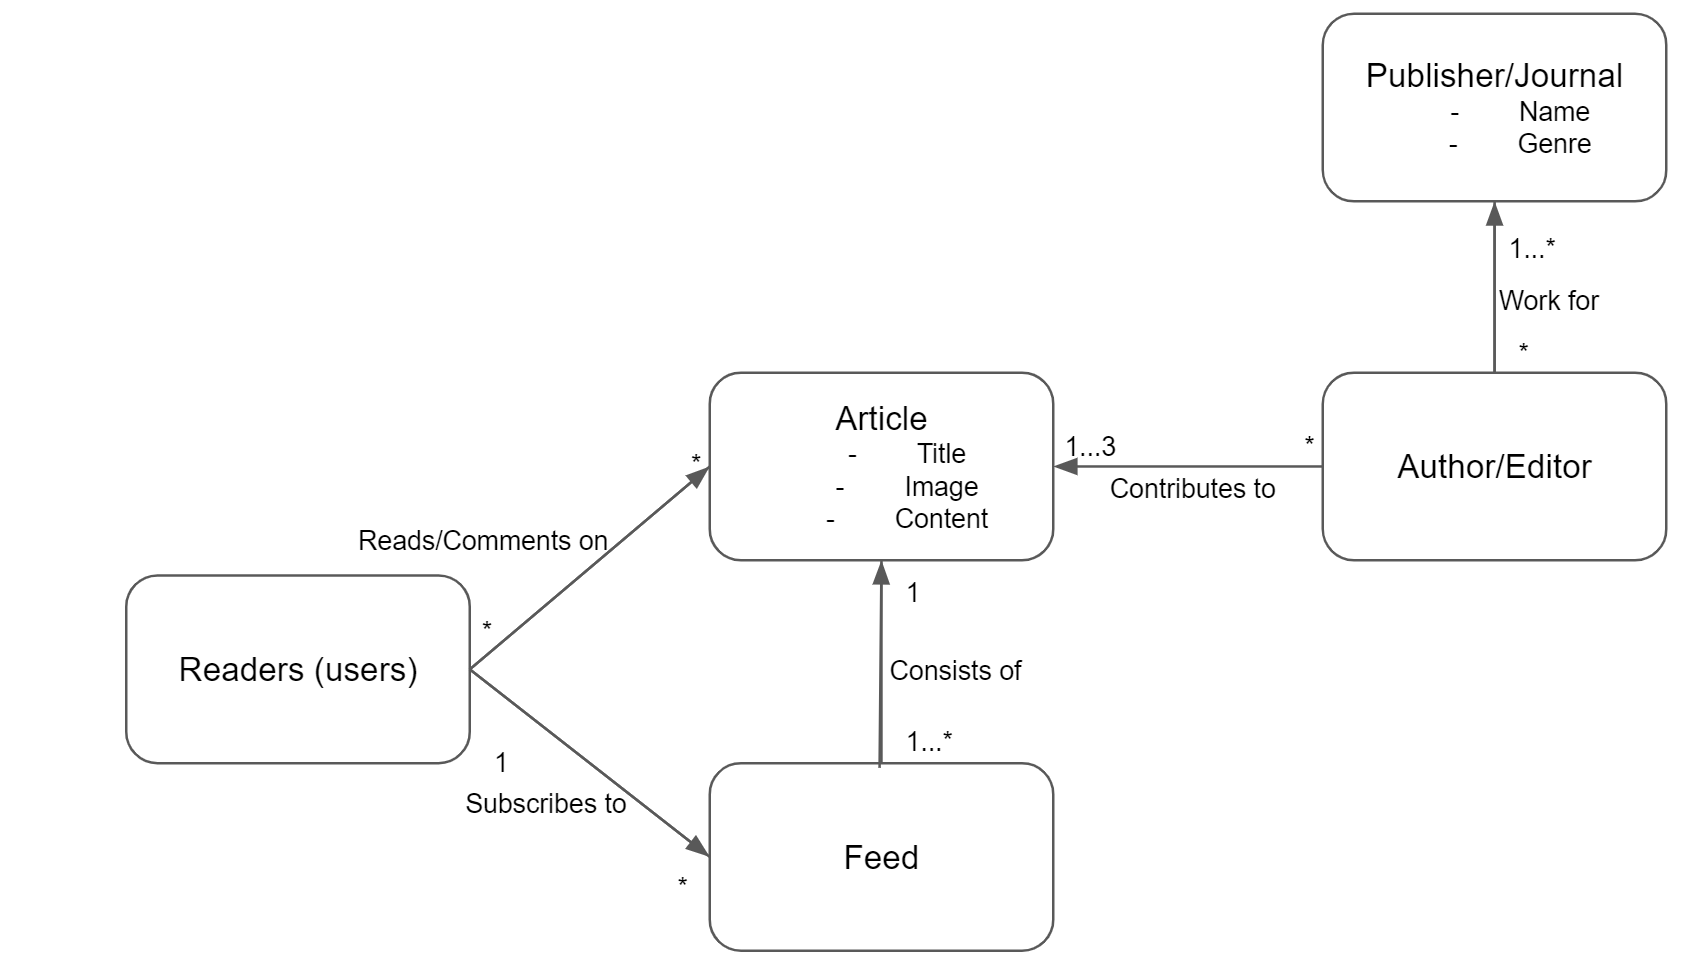 Publisher/Journal
- Name
- Genre
1...*
Work for
*
Article
- Title
- Image
- Content
1...3
*
Contributes to
Author/Editor
*
Reads/Comments on
*
Readers (users)
1
Consists of
1...*
1
Subscribes to
*
Feed